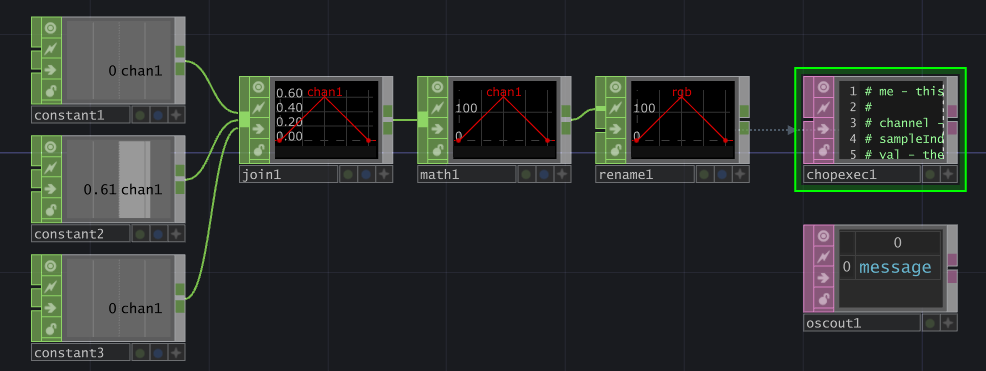 0 chan1
constant1
0.61 chan1
constant2
0 chan1
constant3
chan1
0.60
0.40
0.20
0.00
join1
chan1
100
0
math1
rgb
100
0
rename1
1 # me - this
2 #
3 # channel -
4 # sampleInd
5 # val - the
chopexec1
0
0 message
oscout1